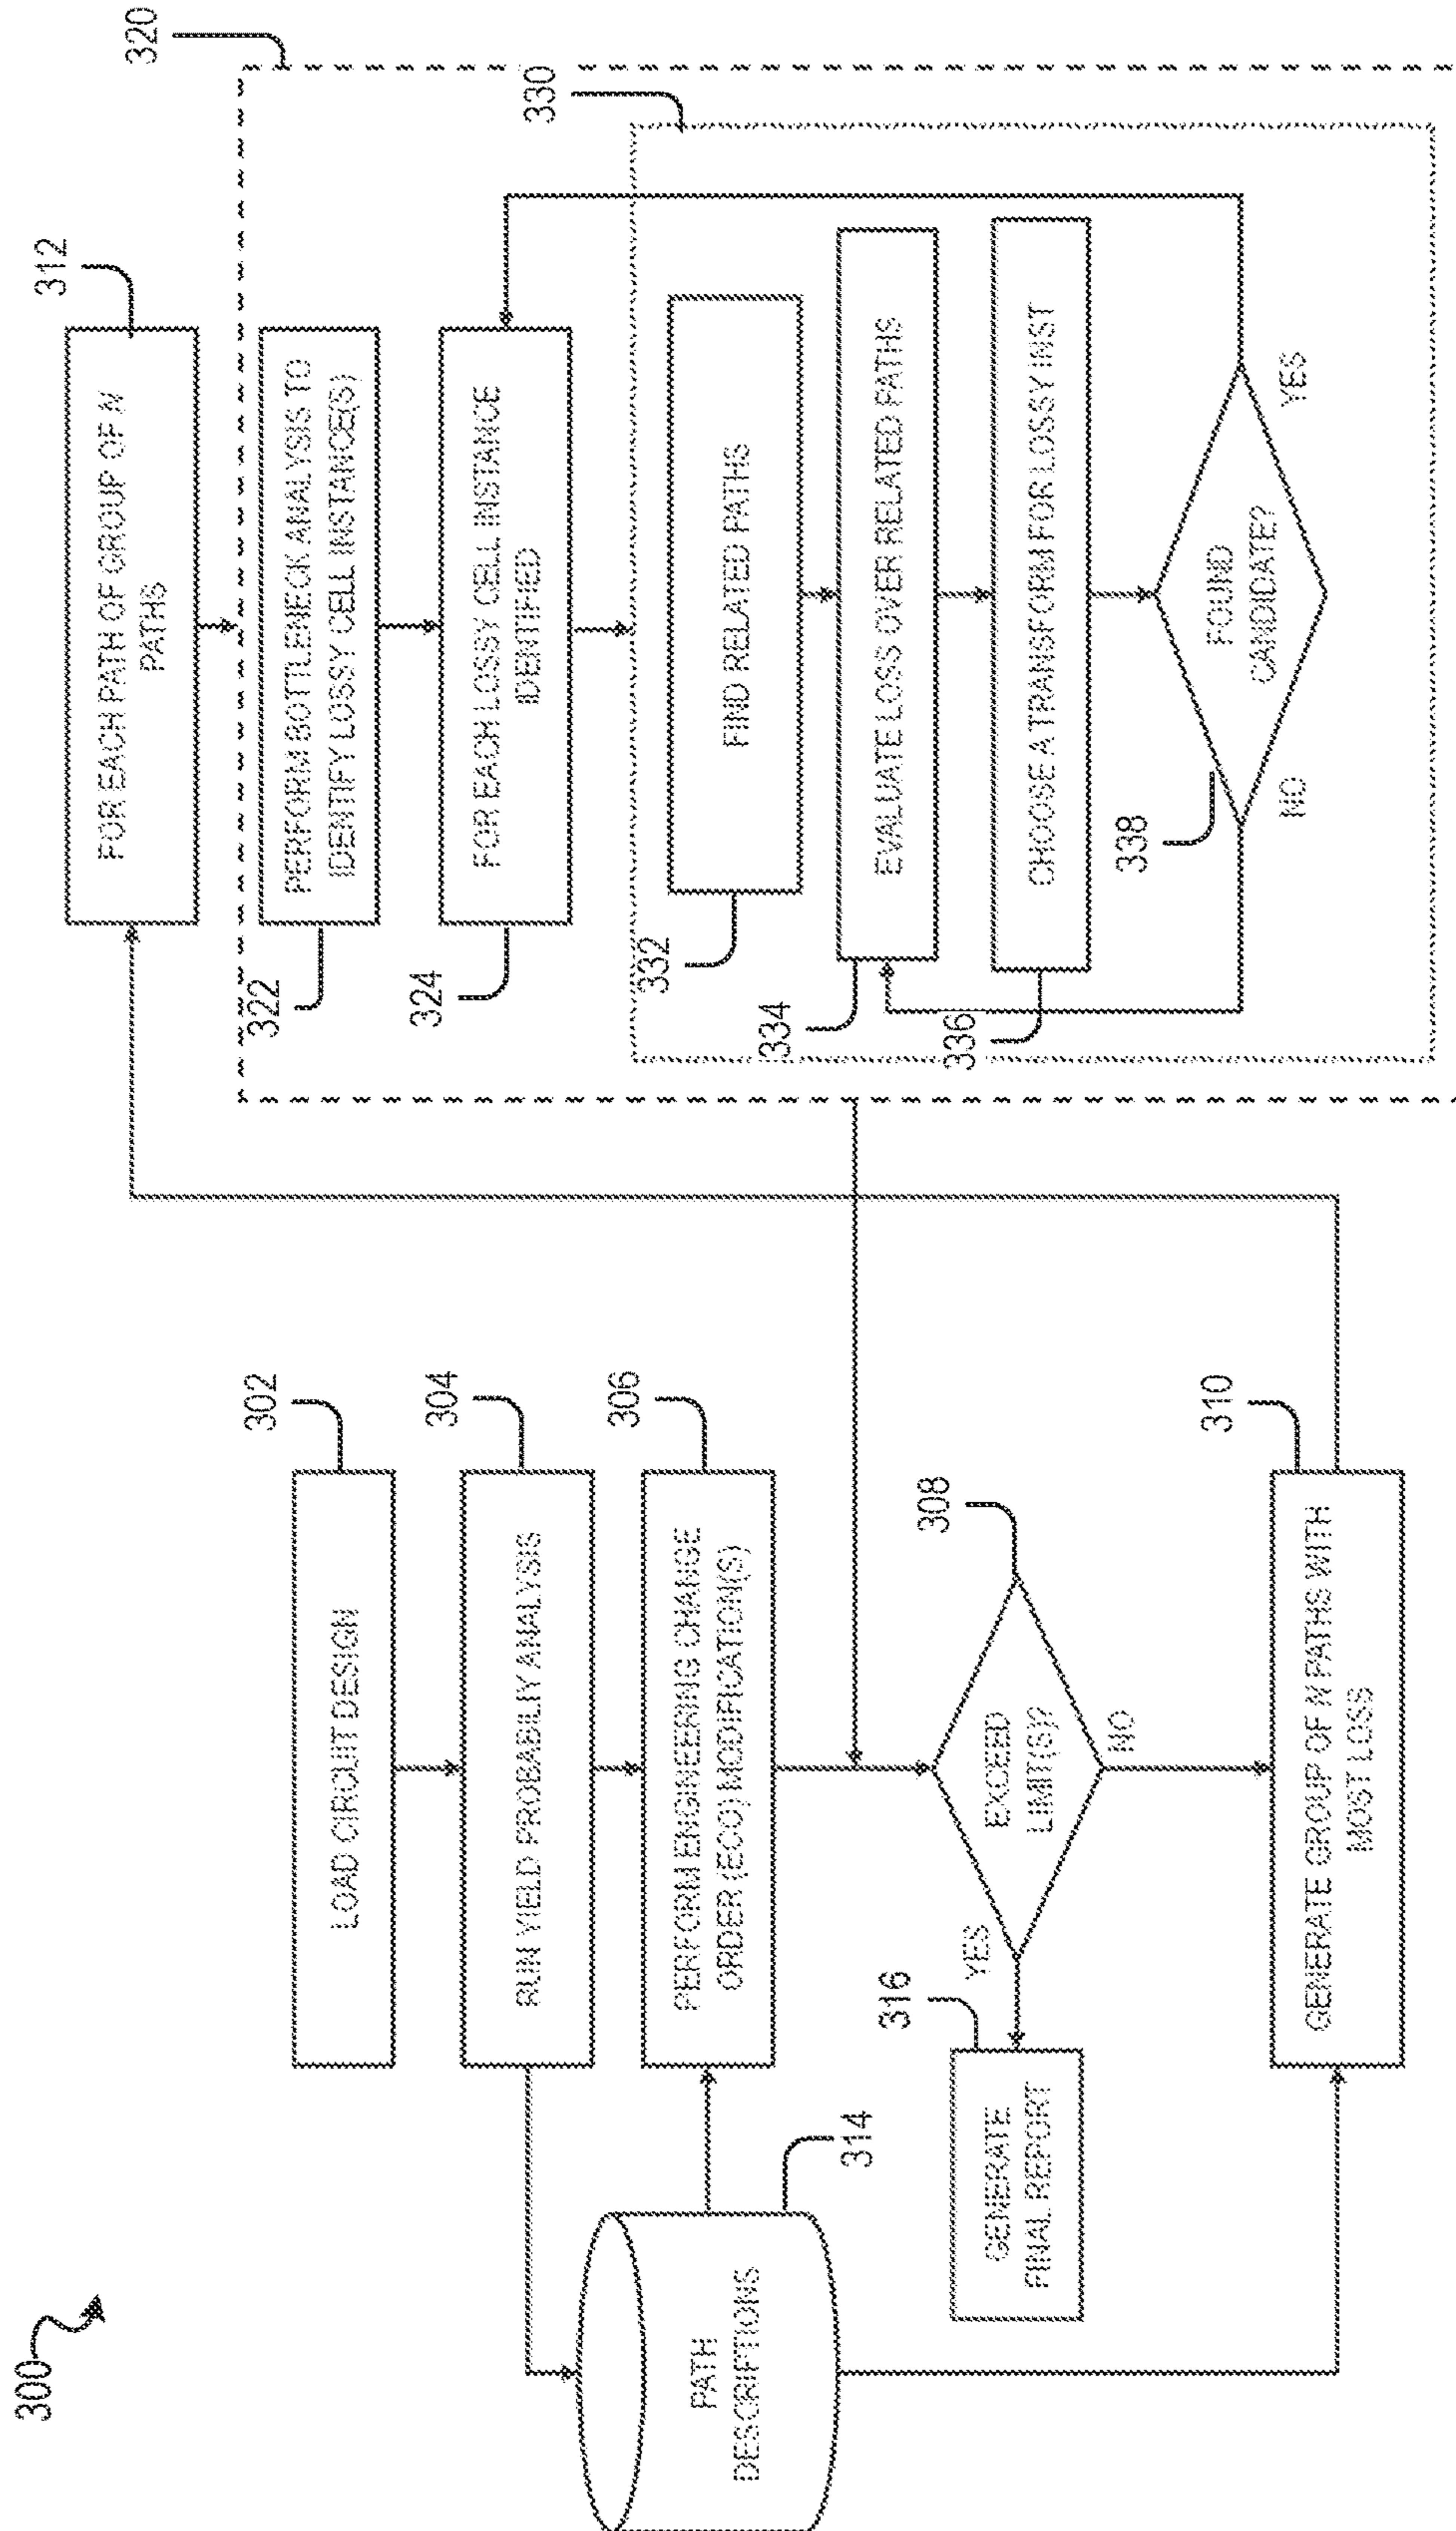 300
LOAD CIRCUIT DESIGN
302
RUN YIELD PROBABILIY ANALYSIS
304
PERFORM ENGINEERING CHANGE
ORDER (ECO) MODIFICATION(S)
306
PATH
DESCRIPTIONS
314
EXCEED
LIMIT(S)?
308
YES
NO
GENERATE
FINAL REPORT
316
GENERATE GROUP OF N PATHS WITH
MOST LOSS
310
FOR EACH PATH OF GROUP OF N
PATHS
312
320
PERFORM BOTTLENECK ANALYSIS TO
IDENTIFY LOSSY CELL INSTANCE(S)
322
FOR EACH LOSSY CELL INSTANCE
IDENTIFIED
324
330
FIND RELATED PATHS
332
EVALUATE LOSS OVER RELATED PATHS
334
CHOOSE A TRANSFORM FOR LOSSY INST
336
FOUND
CANDIDATE?
338
NO
YES